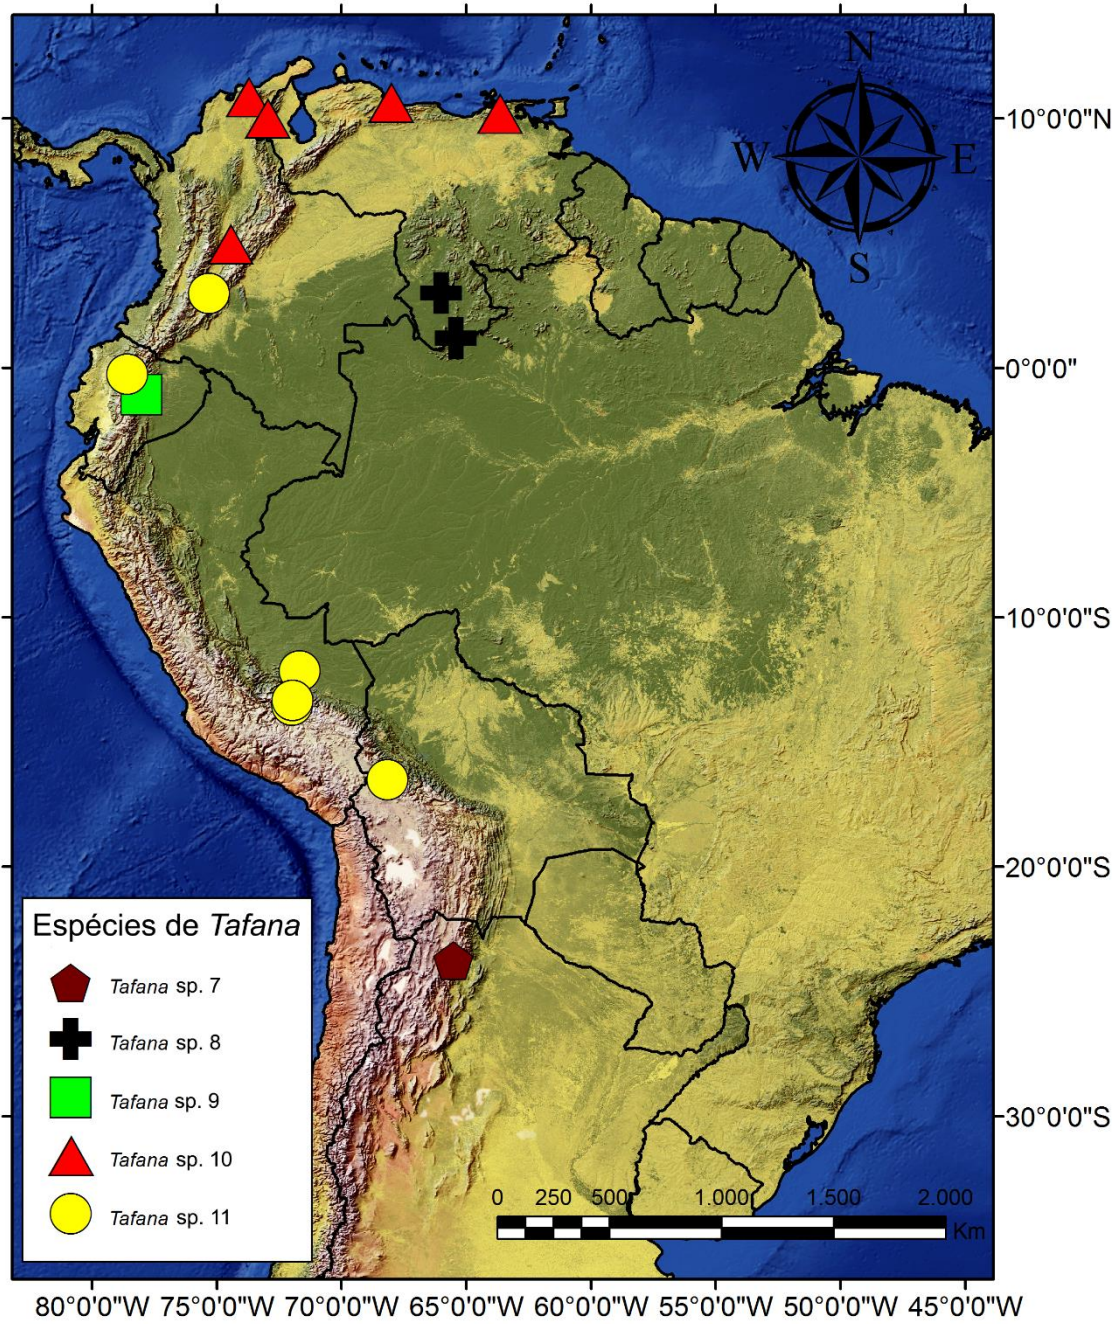 N
W E
S
10°0'0"N
0°0'0"
10°0'0"S
20°0'0"S
30°0'0"S
Espécies de Tafana
Tafana sp. 7
Tafana sp. 8
Tafana sp. 9
Tafana sp. 10
Tafana sp. 11
0 250 500 1.000 1.500 2.000
Km
80°0'0"W 75°0'0"W 70°0'0"W 65°0'0"W 60°0'0"W 55°0'0"W 50°0'0"W 45°0'0"W